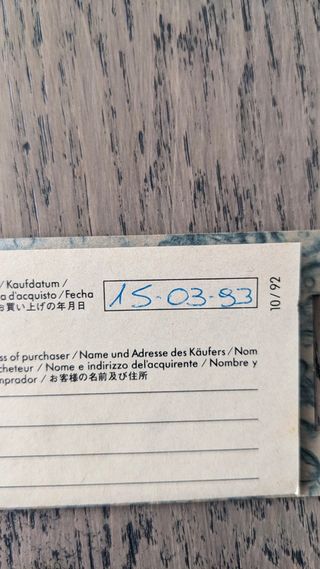 / Kaufdatum /
a d'acquisto / Fecha
お買い上げの年月日
15-03-93
10/92
ss of purchaser / Name und Adresse des Käufers / Nom
cheteur / Nome e indirizzo del'acquirente / Nombre y
mprador / お客様の名前及び住所